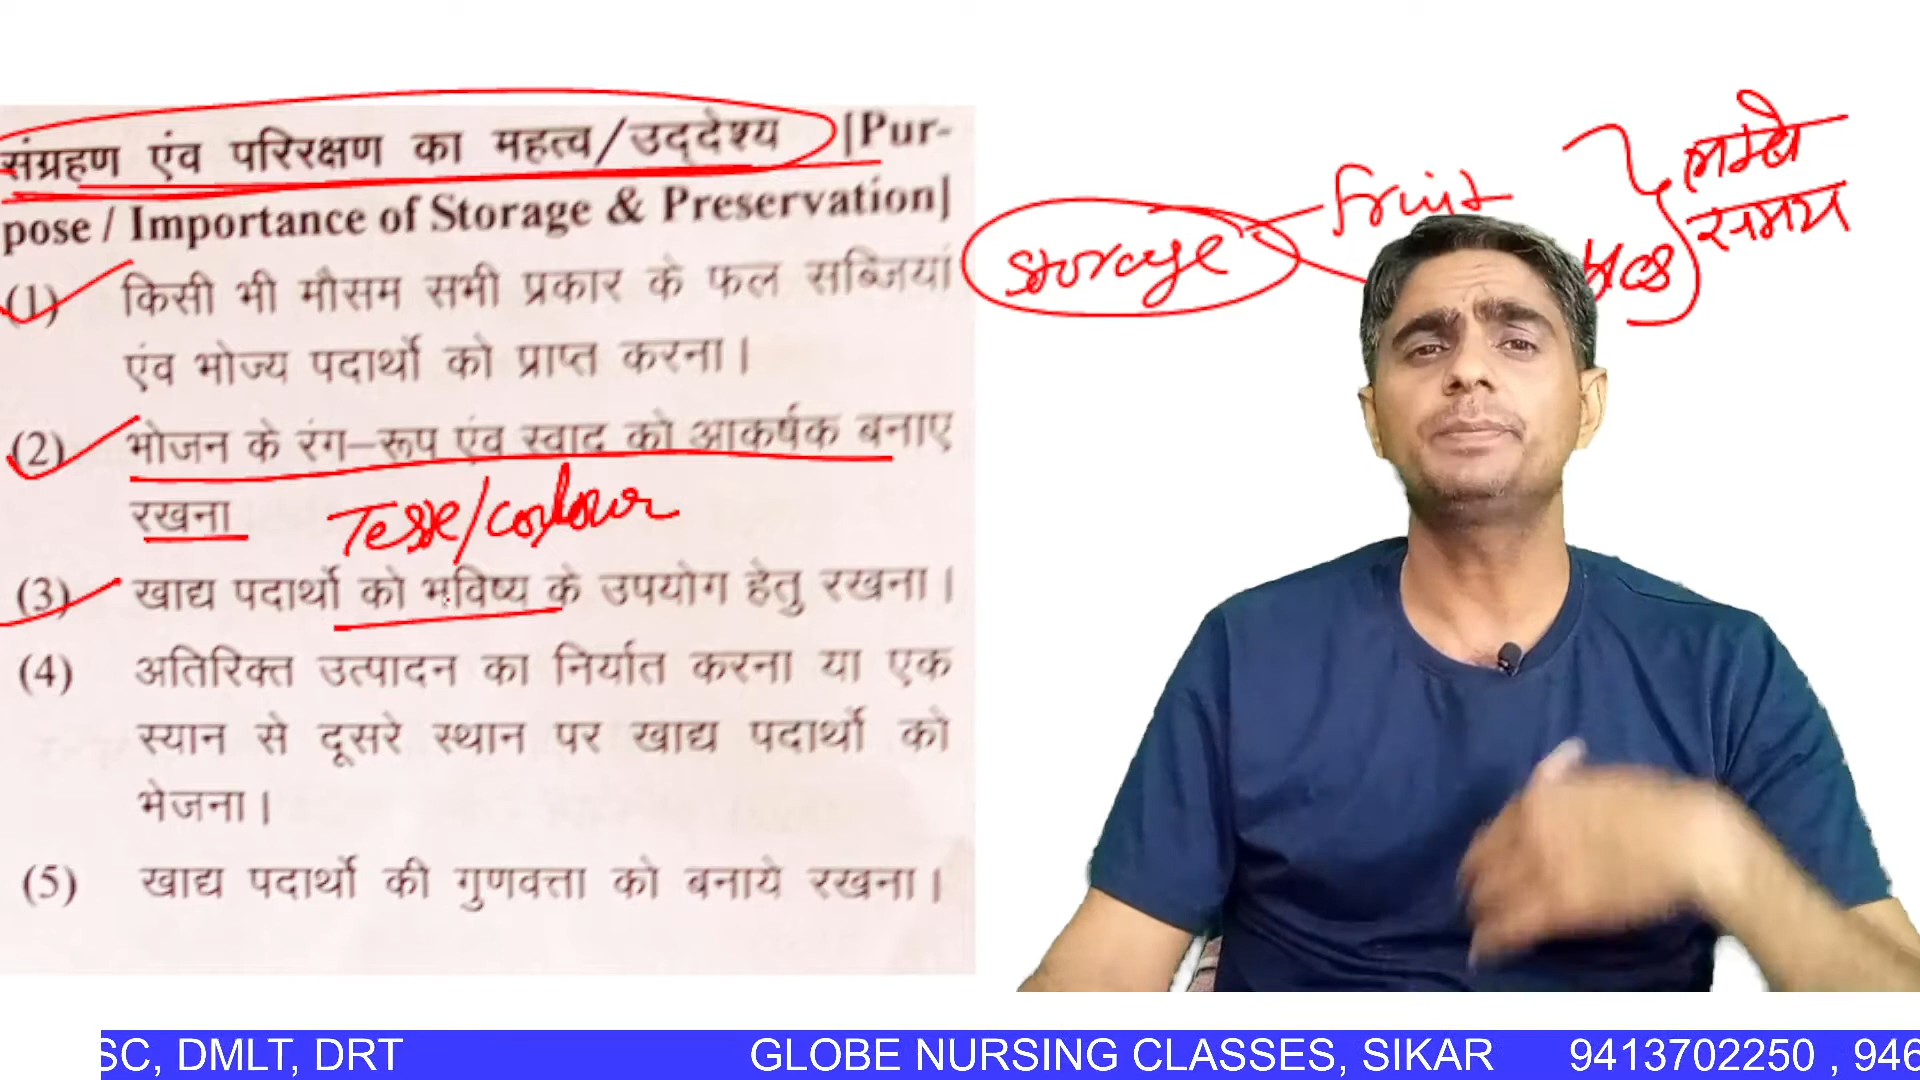 संग्रहण एंव परिरक्षण का महत्व/उद्देश्य [Pur-
pose / Importance of Storage & Preservation]
(1) किसी भी मौसम सभी प्रकार के फल सब्जियां
एंव भोज्य पदार्थो को प्राप्त करना।
(2) भोजन के रंग–रूप एंव स्वाद को आकर्षक बनाए
रखना
/colour
(3) खाद्य पदार्थो को भविष्य के उपयोग हेतु रखना।
(4) अतिरिक्त उत्पादन का निर्यात करना या एक
स्यान से दूसरे स्थान पर खाद्य पदार्थो को
भेजना।
(5) खाद्य पदार्थो की गुणवत्ता को बनाये रखना।
storage
fruit
लम्बे
समय
SC, DMLT, DRT GLOBE NURSING CLASSES, SIKAR 9413702250 , 946